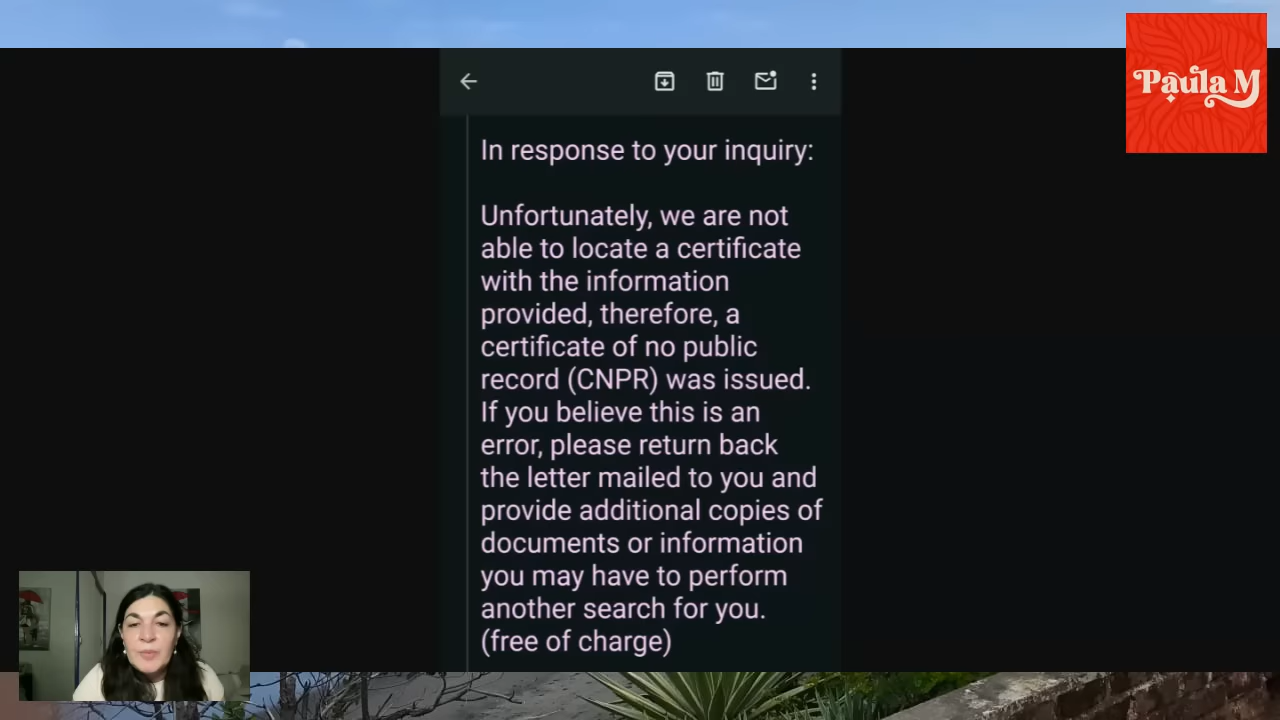 Paula M
In response to your inquiry:
Unfortunately, we are not
able to locate a certificate
with the information
provided, therefore, a
certificate of no public
record (CNPR) was issued.
If you believe this is an
error, please return back
the letter mailed to you and
provide additional copies of
documents or information
you may have to perform
another search for you.
(free of charge)